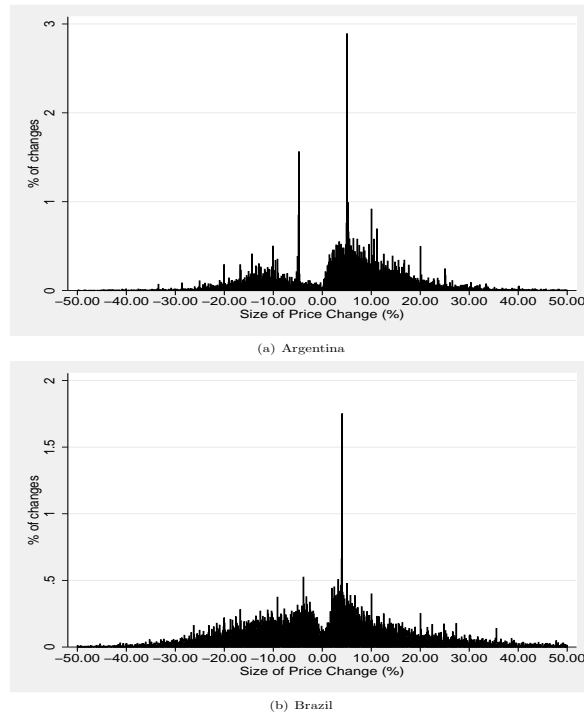 3
2
1
0
% of changes
−50.00 −40.00 −30.00 −20.00 −10.00 0.00 10.00 20.00 30.00 40.00 50.00
Size of Price Change (%)
(a) Argentina
2
1.5
1
.5
0
% of changes
−50.00 −40.00 −30.00 −20.00 −10.00 0.00 10.00 20.00 30.00 40.00 50.00
Size of Price Change (%)
(b) Brazil